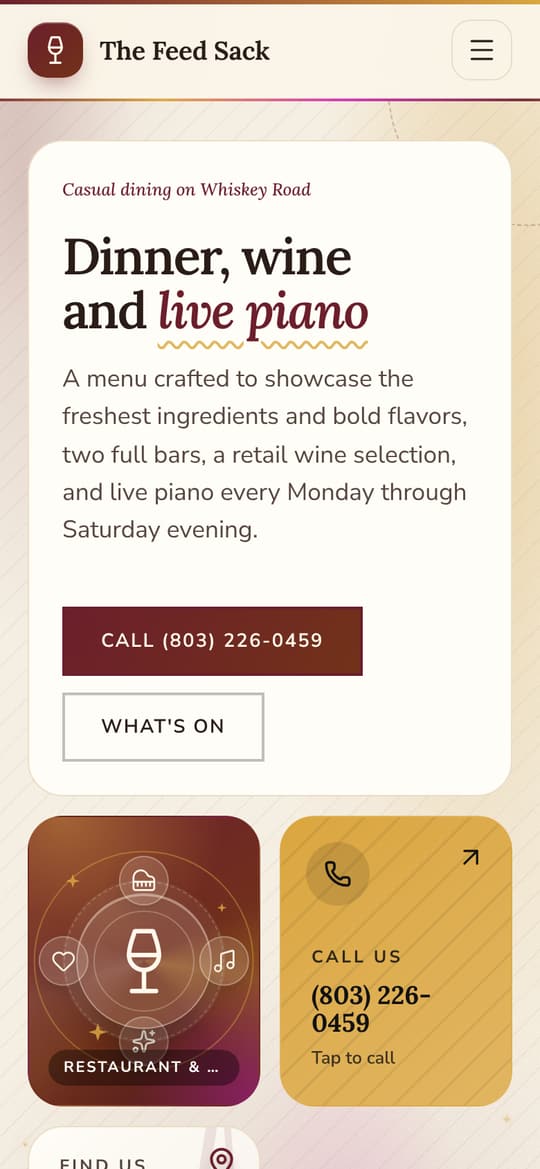 The Feed Sack
Casual dining on Whiskey Road
Dinner, wine
and live piano
A menu crafted to showcase the
freshest ingredients and bold flavors,
two full bars, a retail wine selection,
and live piano every Monday through
Saturday evening.
CALL (803) 226-0459
WHAT'S ON
RESTAURANT & …
CALL US
(803) 226-
0459
Tap to call
FIND US